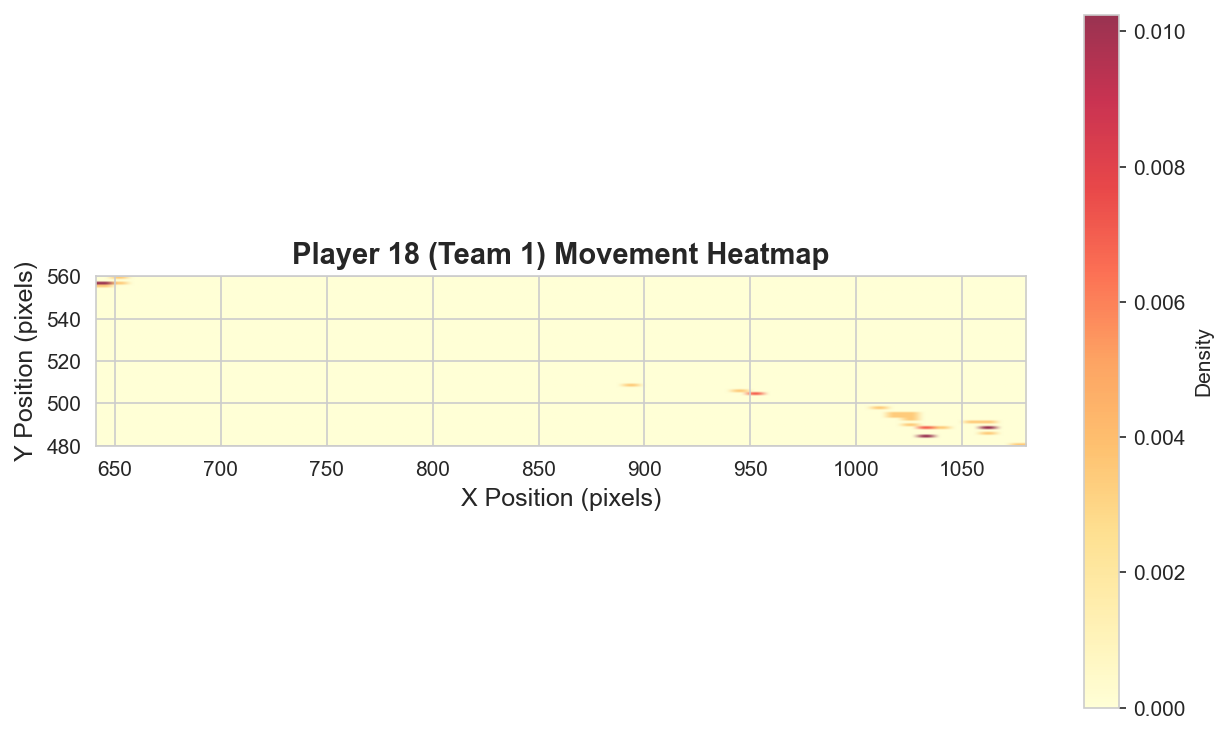 Player 18 (Team 1) Movement Heatmap
Y Position (pixels)
560
540
520
500
480
650 700 750 800 850 900 950 1000 1050
X Position (pixels)
0.010
0.008
0.006
0.004
0.002
0.000
Density